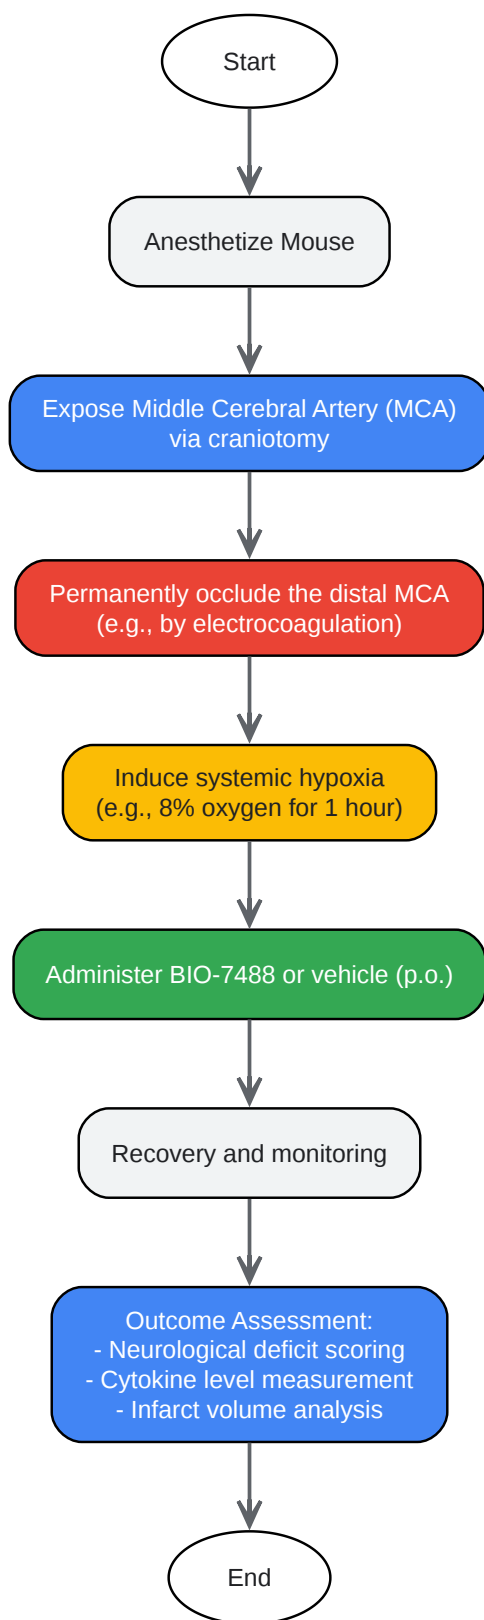 Start
Anesthetize Mouse
Expose Middle Cerebral Artery (MCA)
via craniotomy
Permanently occlude the distal MCA
(e.g., by electrocoagulation)
Induce systemic hypoxia
(e.g., 8% oxygen for 1 hour)
Administer BIO-7488 or vehicle (p.o.)
Recovery and monitoring
Outcome Assessment:
- Neurological deficit scoring
- Cytokine level measurement
- Infarct volume analysis
End